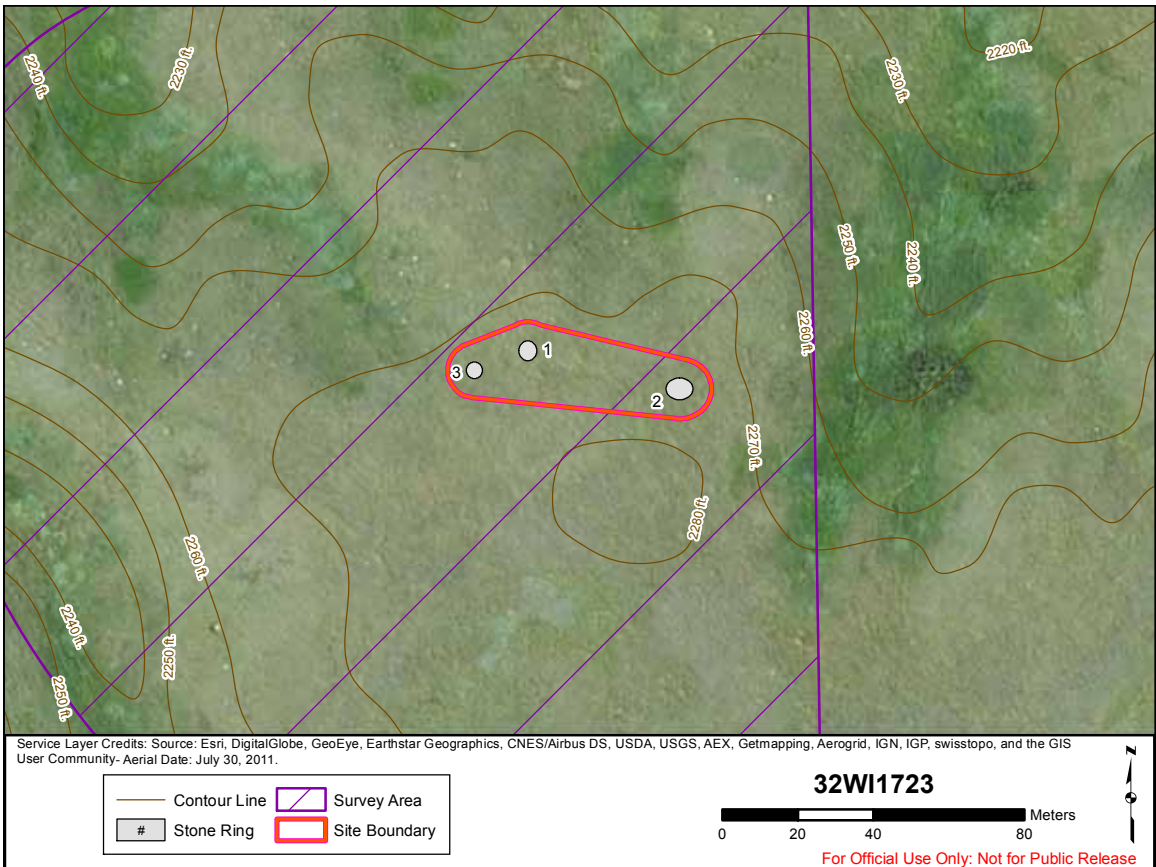 2220 ft.
2240 ft.
2230 ft.
2230 ft.
2250 ft.
2240 ft.
2260 ft.
1
3
2
2270 ft.
2280 ft.
2260 ft.
2240 ft.
2250 ft.
2250 ft.
Service Layer Credits: Source: Esri, DigitalGlobe, GeoEye, Earthstar Geographics, CNES/Airbus DS, USDA, USGS, AEX, Getmapping, Aerogrid, IGN, IGP, swisstopo, and the GIS
User Community- Aerial Date: July 30, 2011.
Contour Line
Survey Area
# Stone Ring
Site Boundary
32WI1723
Meters
0 20 40 80
N
For Official Use Only: Not for Public Release